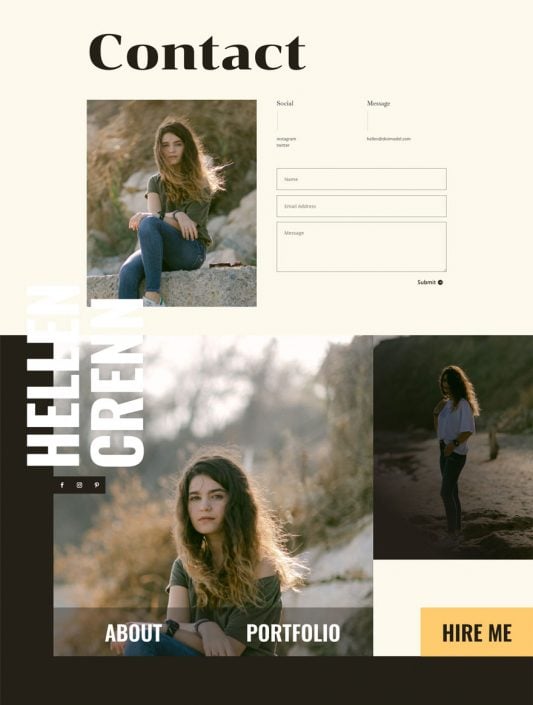 Contact
Social
Message
instagram
twitter
hellen@divimodel.com
Name
Email Address
Message
Submit
HELLEN
CRENN
ABOUT
PORTFOLIO
HIRE ME